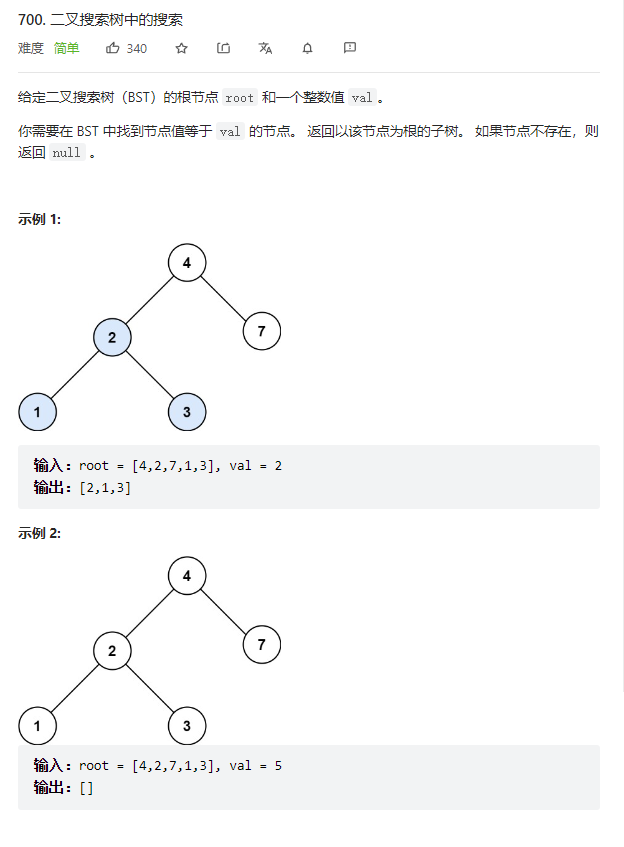 700. 二叉搜索树中的搜索
难度 简单 340
给定二叉搜索树（BST）的根节点 root 和一个整数值 val。
你需要在 BST 中找到节点值等于 val 的节点。 返回以该节点为根的子树。 如果节点不存在，则
返回 null 。
示例 1:
4
2
7
1
3
输入：root = [4,2,7,1,3], val = 2
输出：[2,1,3]
示例 2:
4
2
7
1
3
输入：root = [4,2,7,1,3], val = 5
输出：[]